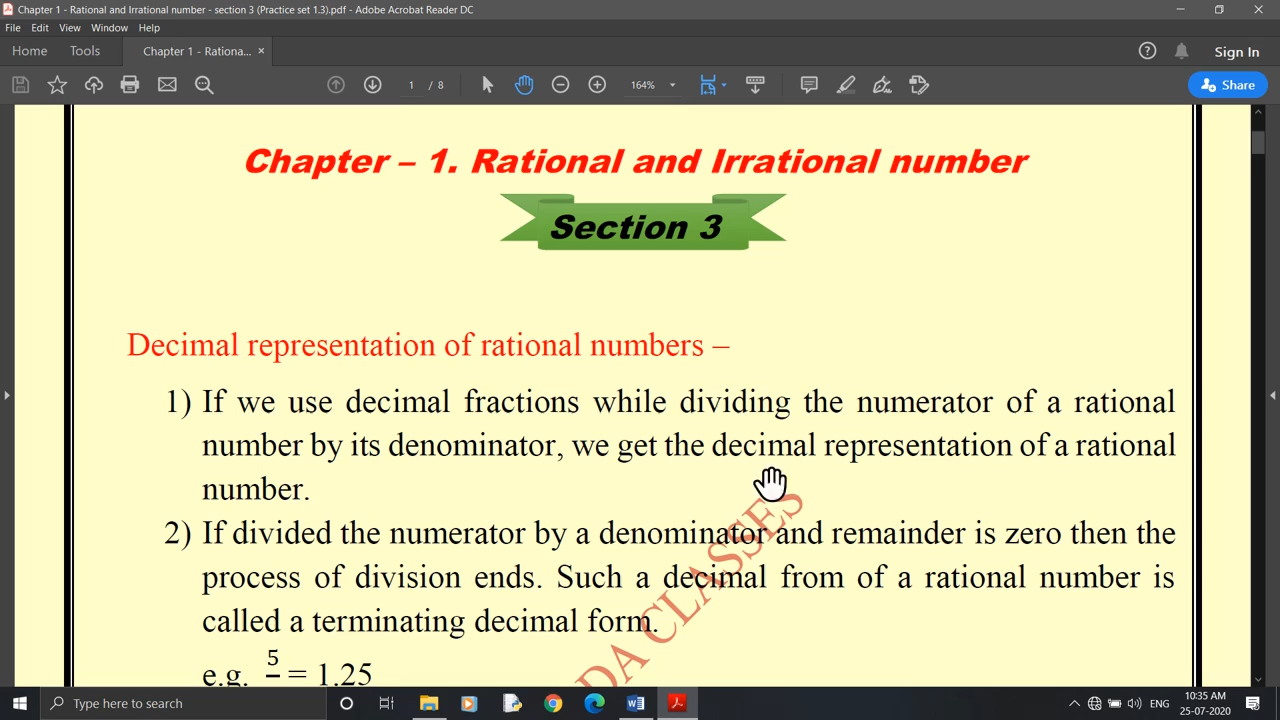 Chapter 1 - Rational and Irrational number - section 3 (Practice set 1.3).pdf - Adobe Acrobat Reader DC
File Edit View Window Help
Home Tools Chapter 1 - Rationa... × Sign In
1 / 8 164% Share
Chapter – 1. Rational and Irrational number
Section 3
Decimal representation of rational numbers –
1) If we use decimal fractions while dividing the numerator of a rational
number by its denominator, we get the decimal representation of a rational
number.
2) If divided the numerator by a denominator and remainder is zero then the
process of division ends. Such a decimal from of a rational number is
called a terminating decimal form.
e.g. 5 = 1.25
DA CLASSES
Type here to search ENG 10:35 AM
25-07-2020